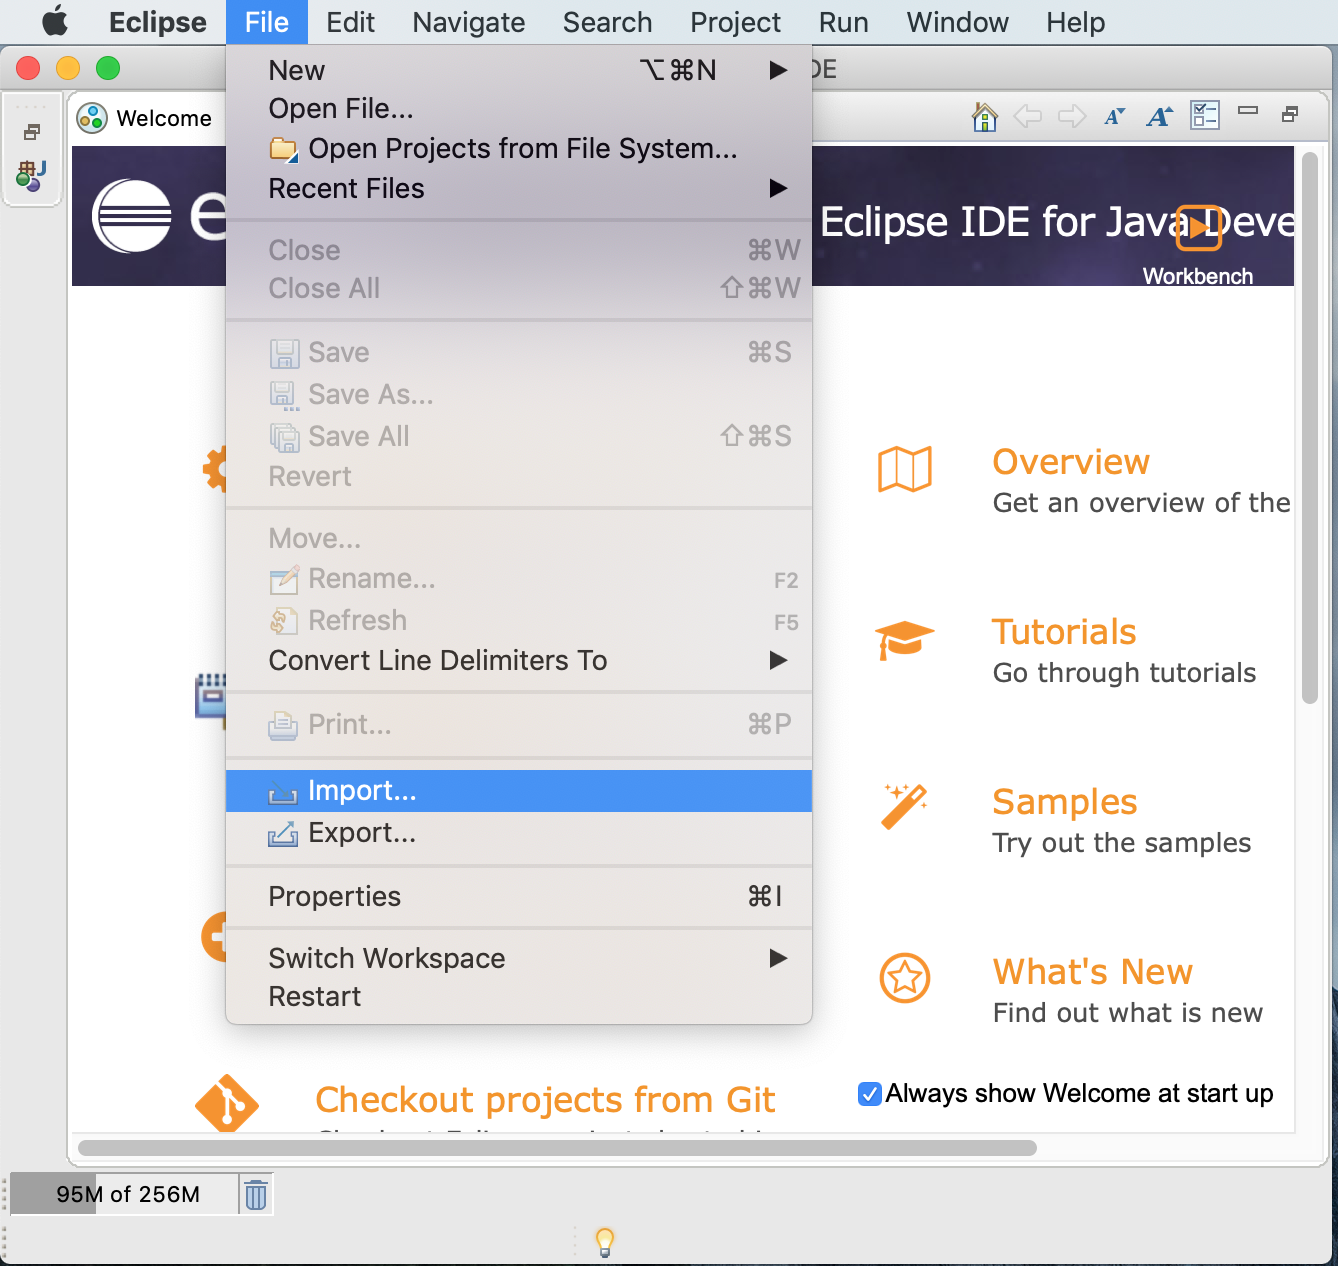 Eclipse File Edit Navigate Search Project Run Window Help
DE
Welcome
New ⌥⌘N ▶
Open File...
Open Projects from File System...
Recent Files ▶
Close ⌘W
Close All ⇧⌘W
Save ⌘S
Save As...
Save All ⇧⌘S
Revert
Move...
Rename... F2
Refresh F5
Convert Line Delimiters To ▶
Print... ⌘P
Import...
Export...
Properties ⌘I
Switch Workspace ▶
Restart
e
Eclipse IDE for Java Deve
Workbench
Overview
Get an overview of the
Tutorials
Go through tutorials
Samples
Try out the samples
What's New
Find out what is new
Checkout projects from Git
Always show Welcome at start up
95M of 256M